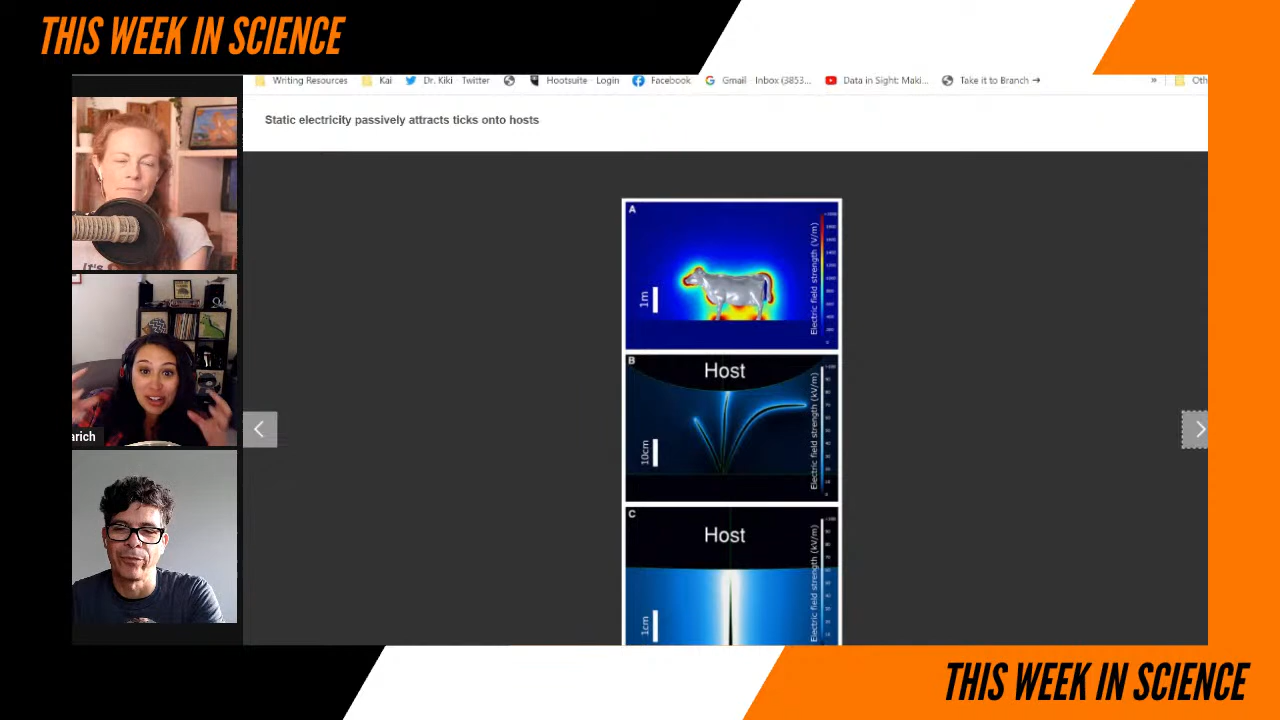 THIS WEEK IN SCIENCE
Writing Resources Kai Dr. Kiki Twitter Hootsuite - Login Facebook Gmail - Inbox (3853... Data in Sight: Maki... Take it to Branch → » Oth
Static electricity passively attracts ticks onto hosts
It's
arich
A
1m
Electric field strength (V/m)
B
Host
10cm
Electric field strength (kV/m)
C
Host
1cm
Electric field strength (kV/m)
THIS WEEK IN SCIENCE